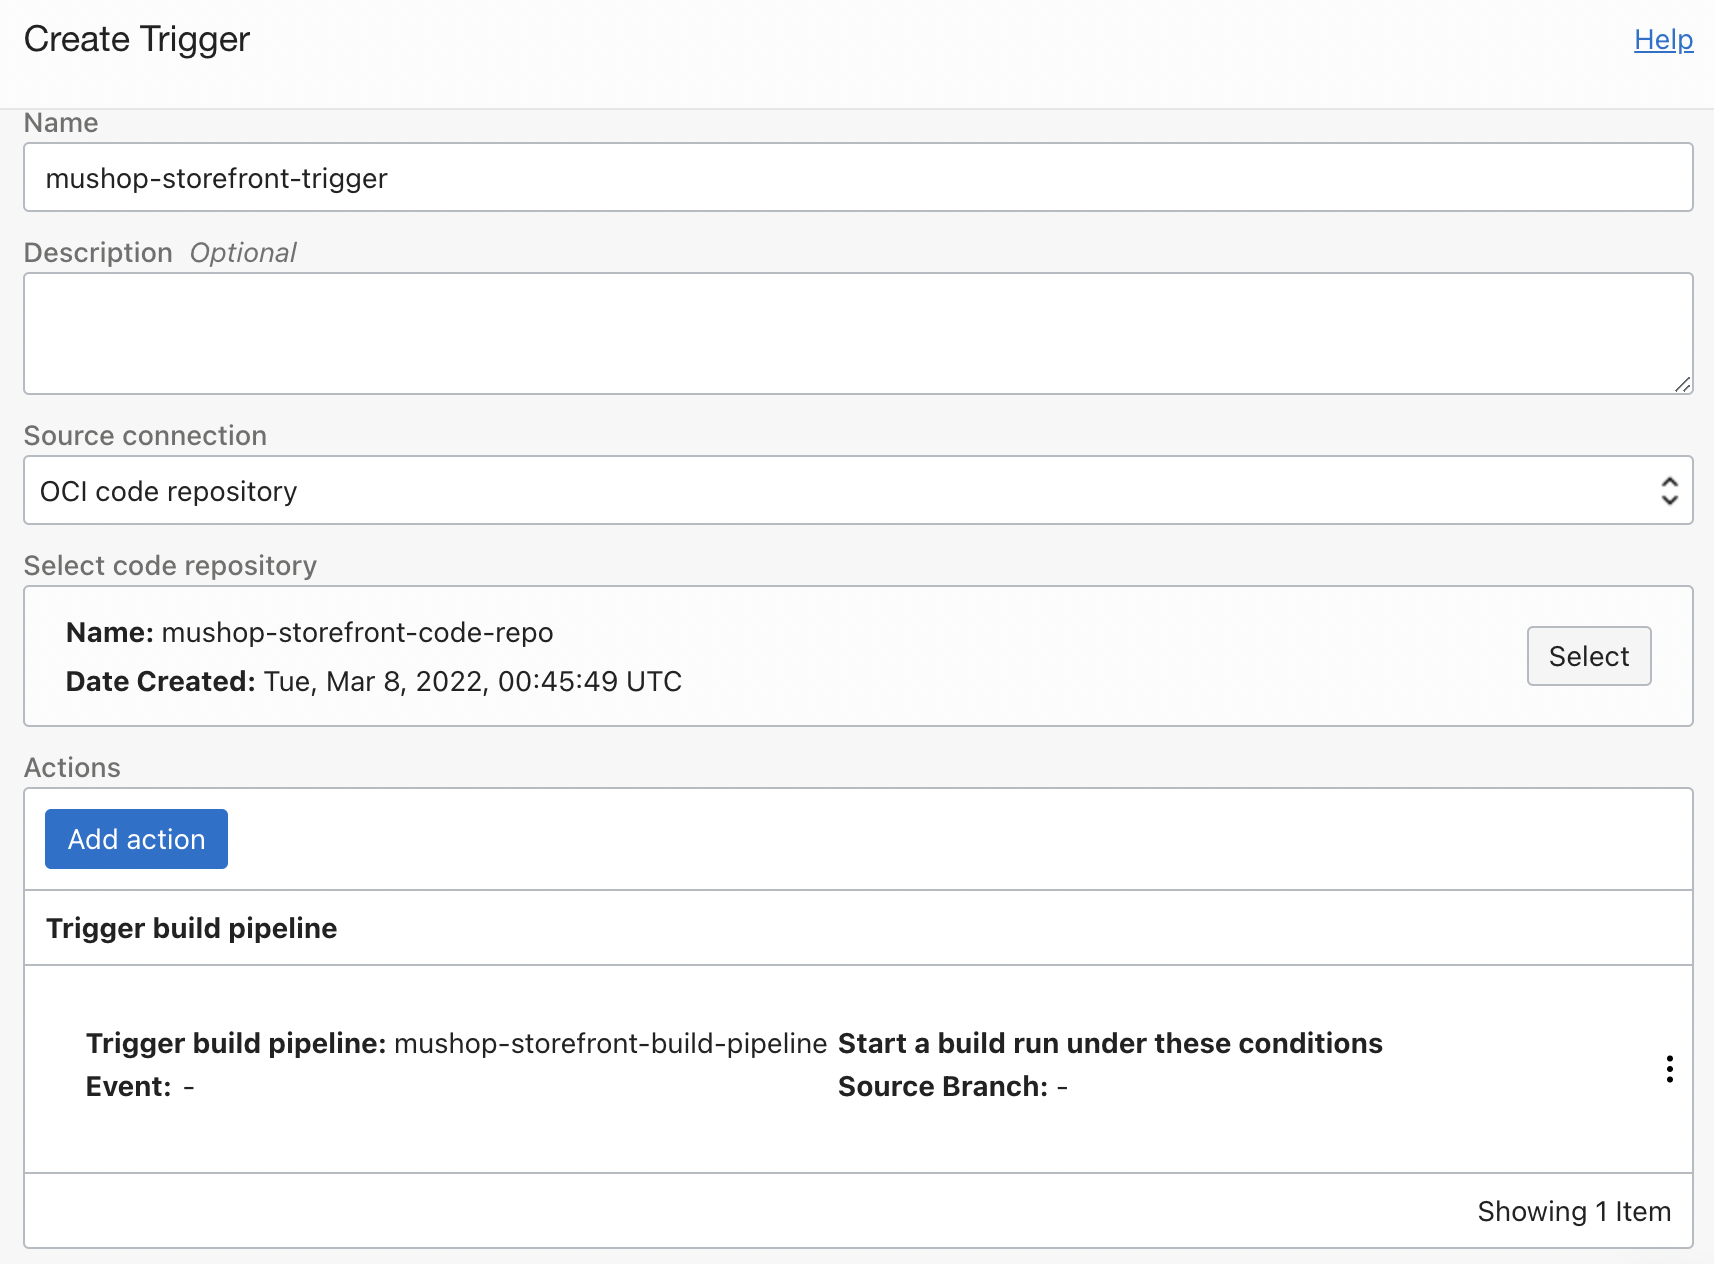 Create Trigger
Help
Name
mushop-storefront-trigger
Description Optional
Source connection
OCI code repository
Select code repository
Name: mushop-storefront-code-repo
Date Created: Tue, Mar 8, 2022, 00:45:49 UTC
Select
Actions
Add action
Trigger build pipeline
Trigger build pipeline: mushop-storefront-build-pipeline
Event: -
Start a build run under these conditions
Source Branch: -
Showing 1 Item